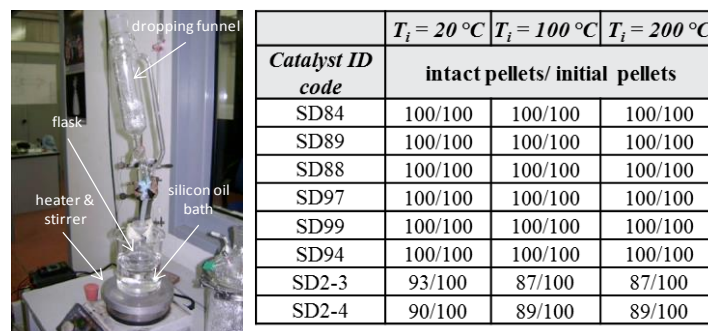 dropping funnel
flask
heater &
stirrer
silicon oil
bath
T_i = 20 °C T_i = 100 °C T_i = 200 °C
Catalyst ID
code
intact pellets/ initial pellets
SD84 100/100 100/100 100/100
SD89 100/100 100/100 100/100
SD88 100/100 100/100 100/100
SD97 100/100 100/100 100/100
SD99 100/100 100/100 100/100
SD94 100/100 100/100 100/100
SD2-3 93/100 87/100 87/100
SD2-4 90/100 89/100 89/100